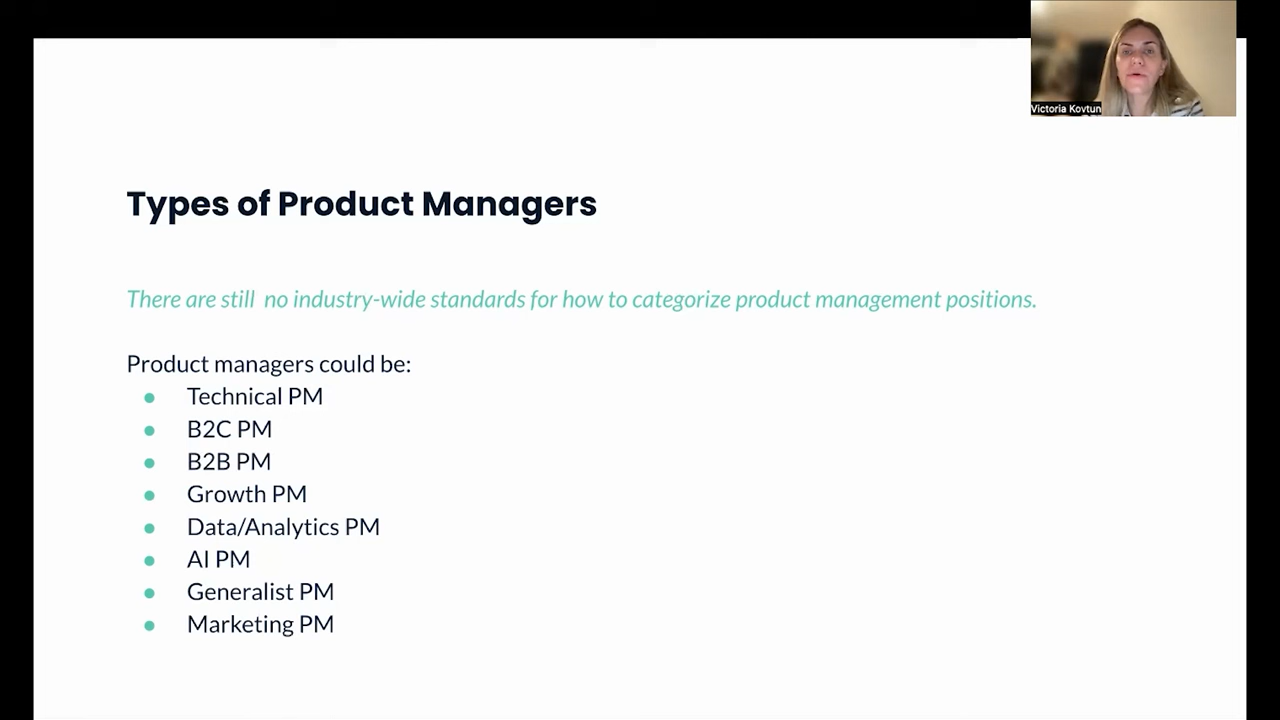 Victoria Kovtun
Types of Product Managers
There are still  no industry-wide standards for how to categorize product management positions.
Product managers could be:
● Technical PM
● B2C PM
● B2B PM
● Growth PM
● Data/Analytics PM
● AI PM
● Generalist PM
● Marketing PM